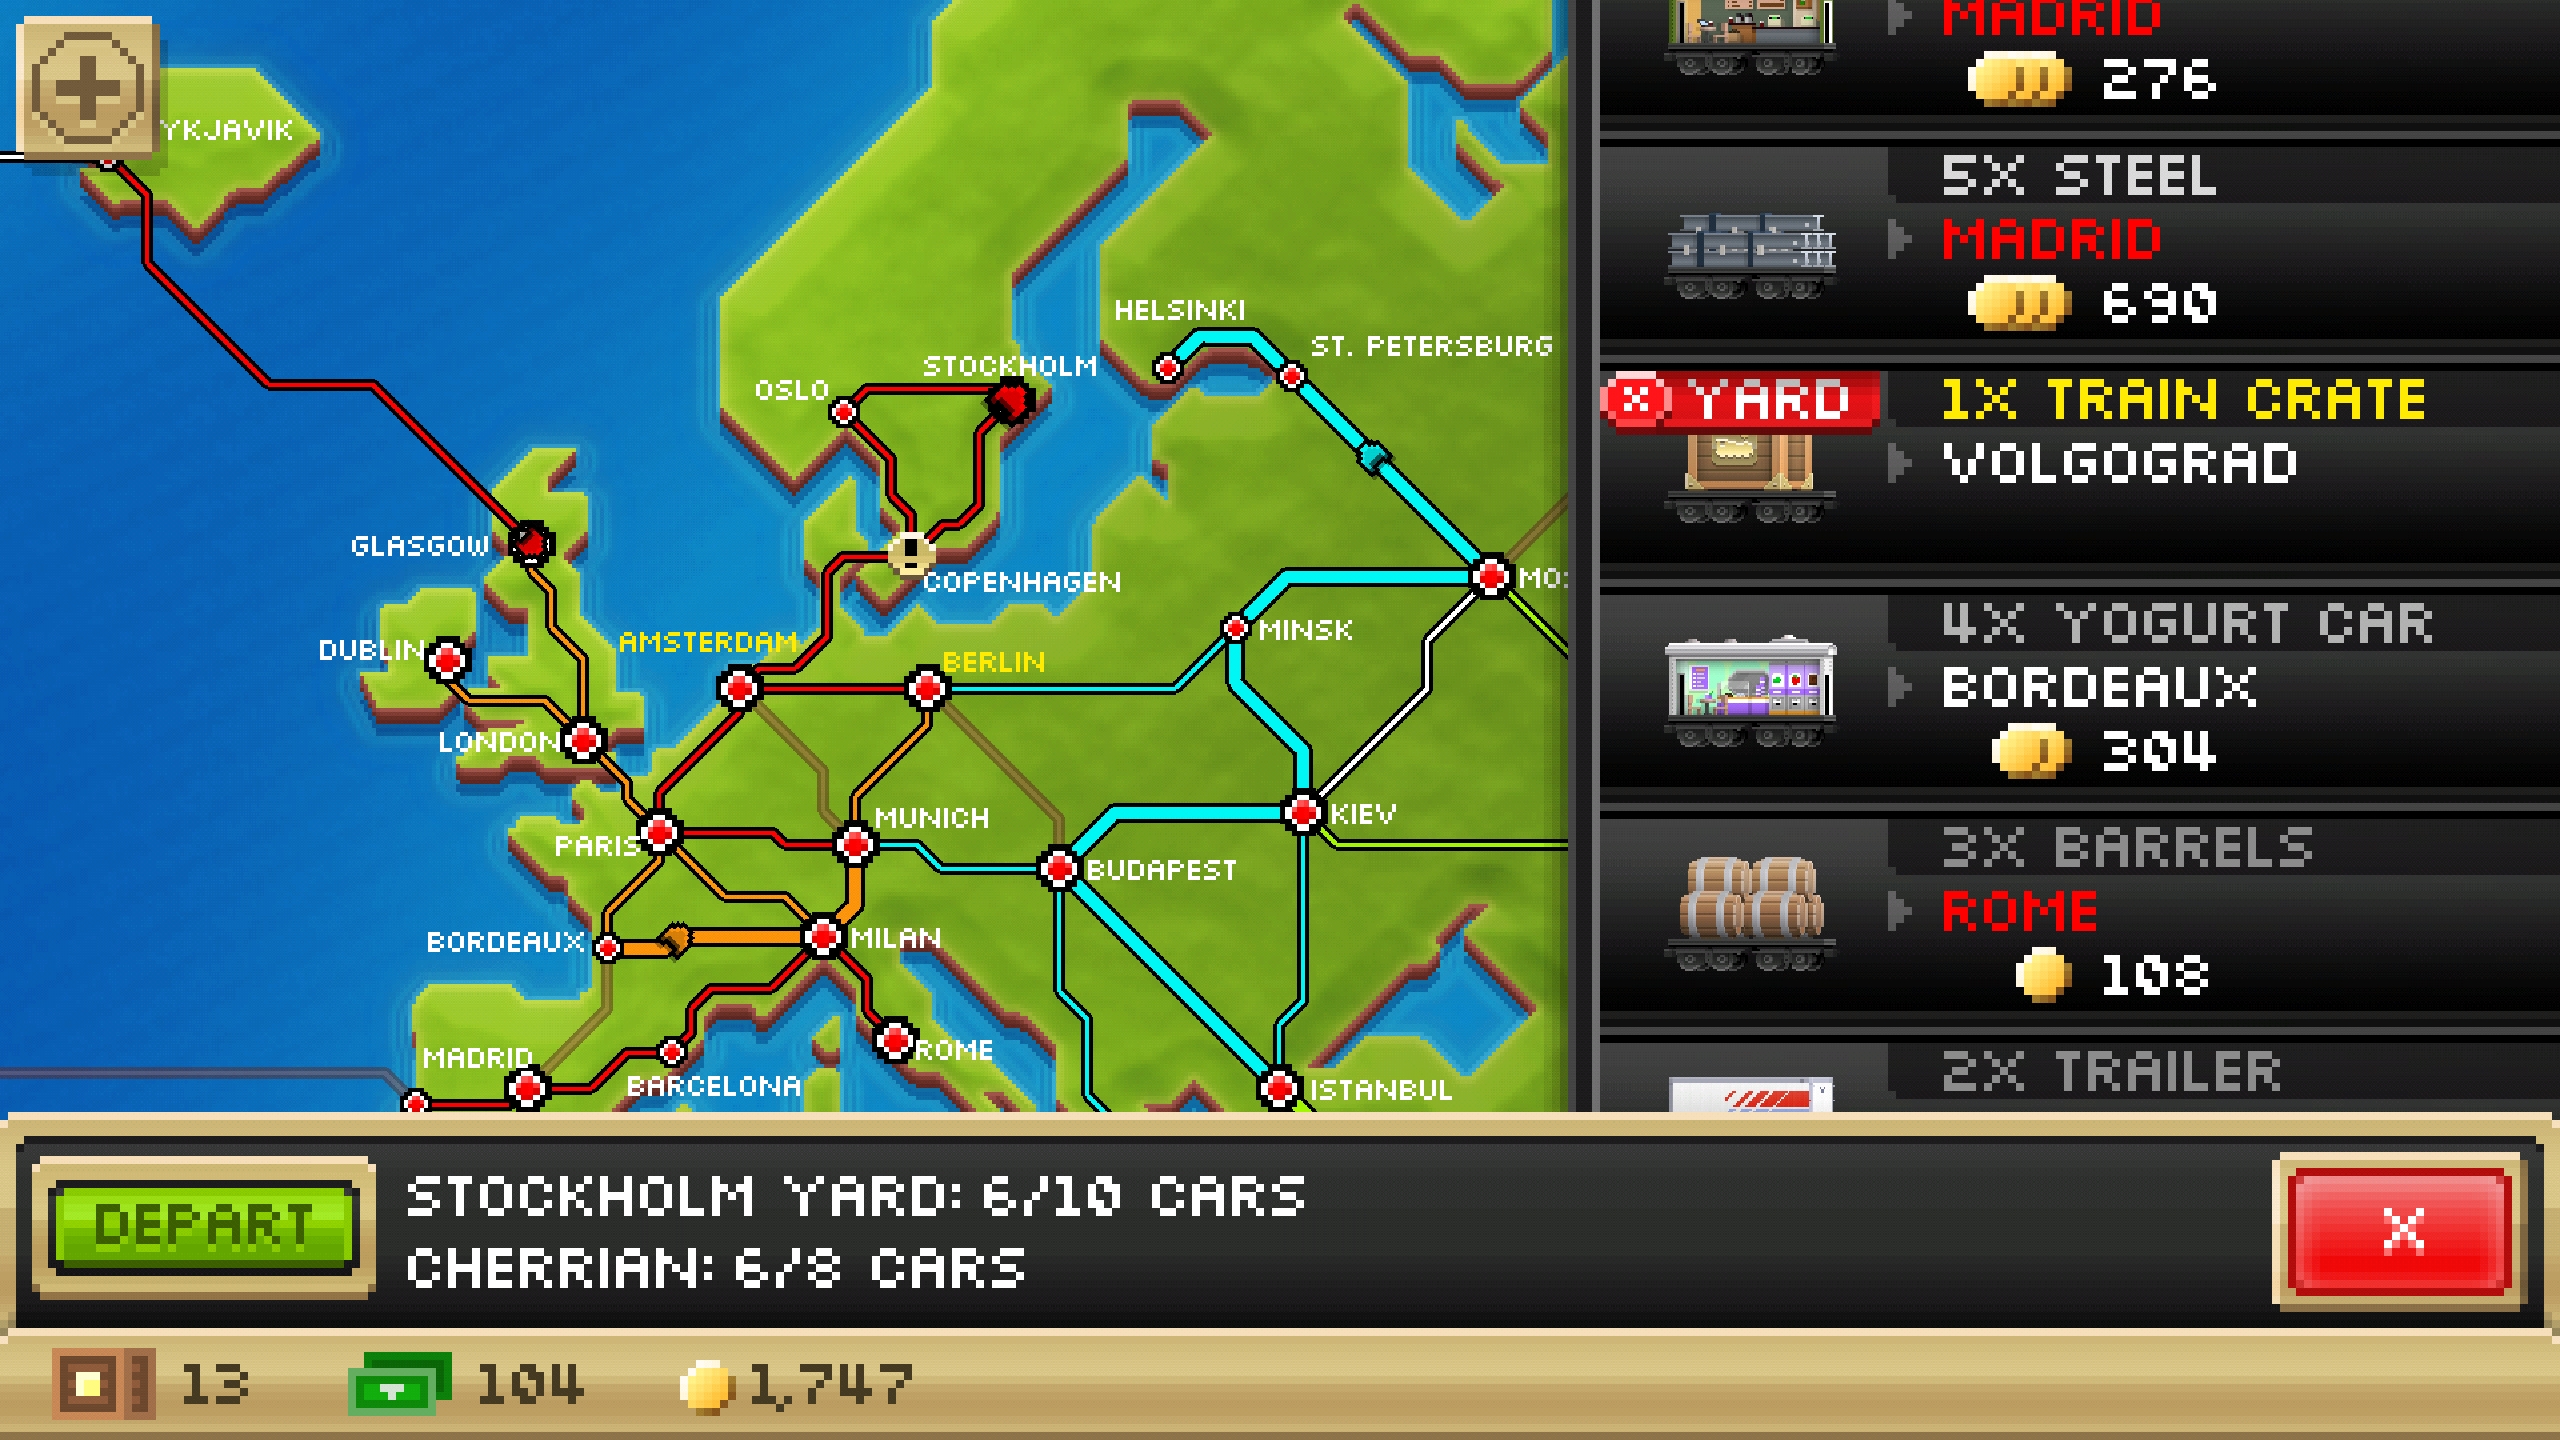 YKJAVIK
HELSINKI
ST. PETERSBURG
STOCKHOLM
OSLO
GLASGOW
COPENHAGEN
MO
DUBLIN
AMSTERDAM
MINSK
BERLIN
LONDON
MUNICH
KIEV
PARIS
BUDAPEST
BORDEAUX
MILAN
ROME
MADRID
BARCELONA
ISTANBUL
MADRID
276
5X STEEL
MADRID
690
X YARD
1X TRAIN CRATE
VOLGOGRAD
4X YOGURT CAR
BORDEAUX
304
3X BARRELS
ROME
108
2X TRAILER
DEPART
STOCKHOLM YARD: 6/10 CARS
CHERRIAN: 6/8 CARS
X
13
104
1,747